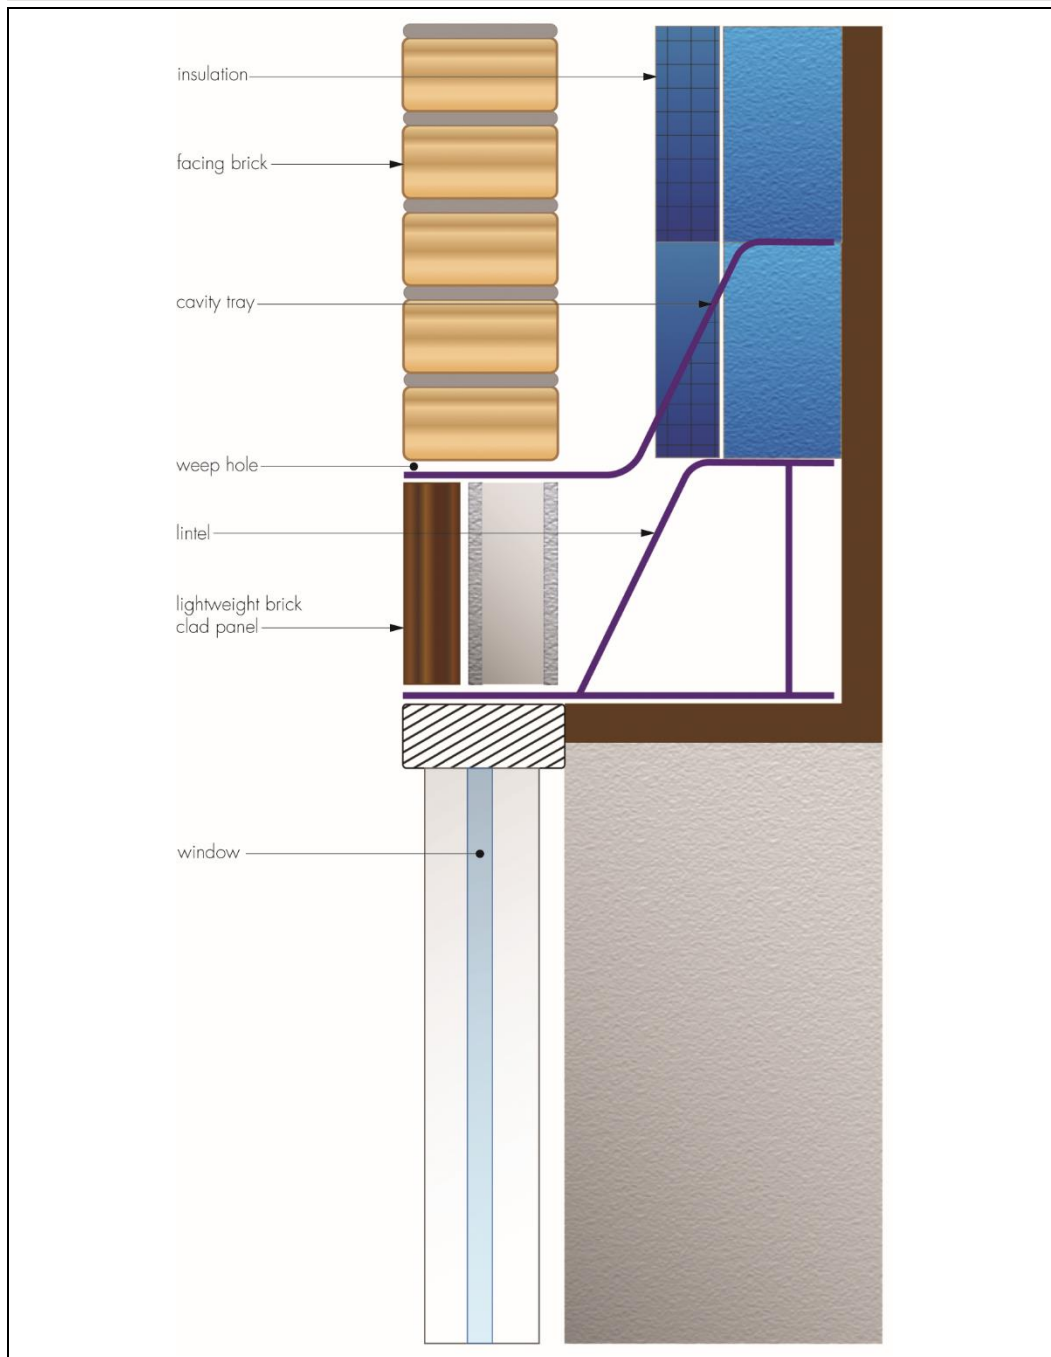 insulation
facing brick
cavity tray
weep hole
lintel
lightweight brick
clad panel
window